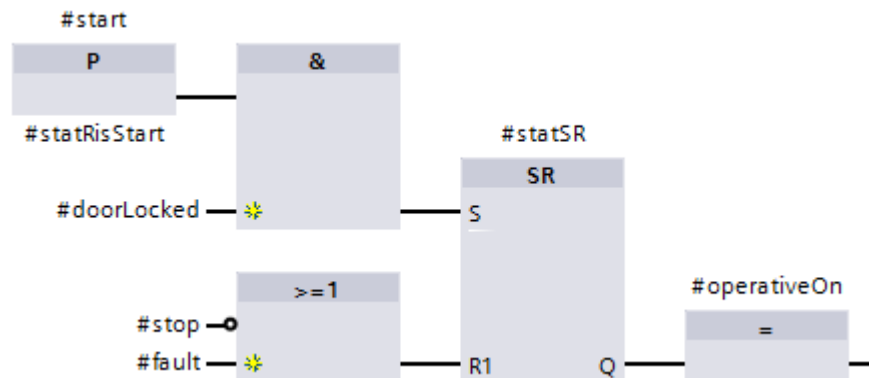 #start
P
&
#statRisStart
#statSR
SR
#doorLocked
S
>=1
#operativeOn
#stop
=
#fault
R1 Q